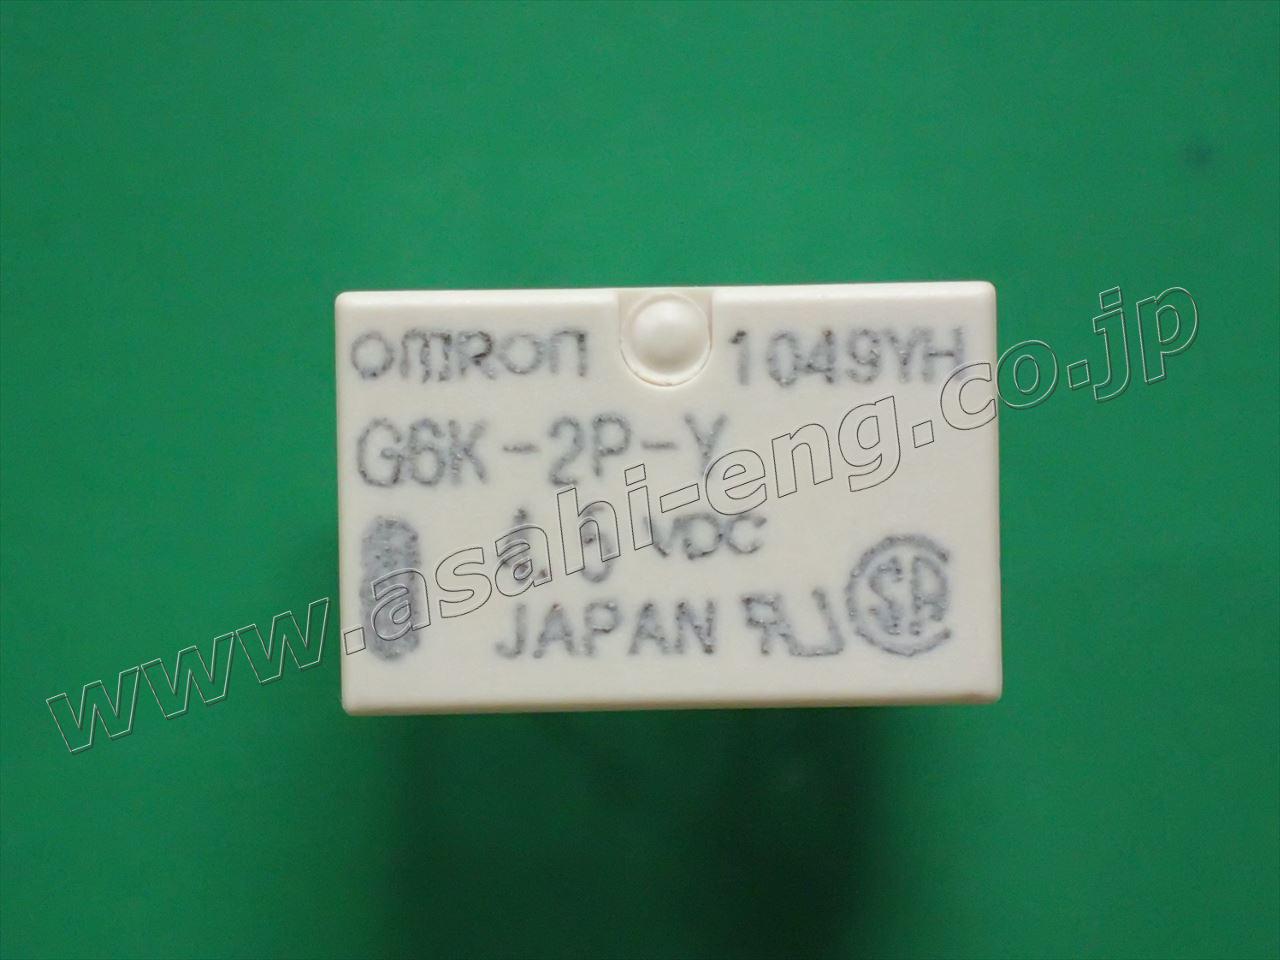 omron 1049YH
G6K-2P-Y
VDC
JAPAN
www.asahi-eng.co.jp